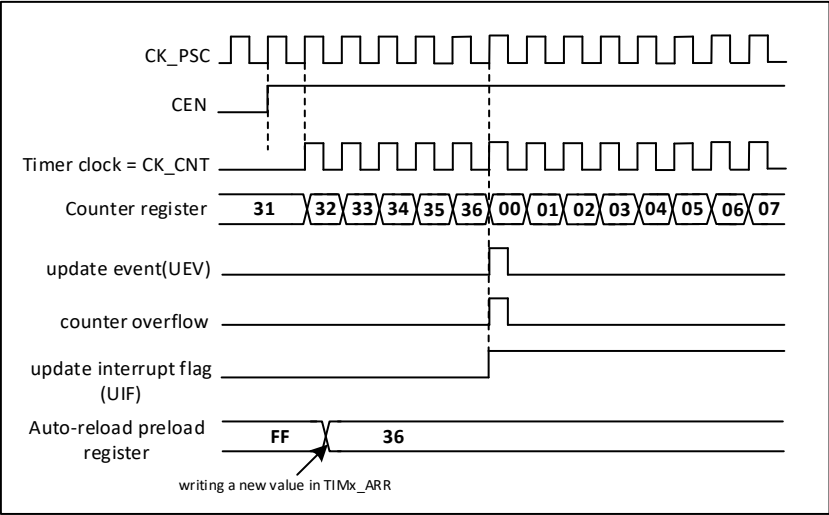 CK_PSC
CEN
Timer clock = CK_CNT
Counter register 31 32 33 34 35 36 00 01 02 03 04 05 06 07
update event(UEV)
counter overflow
update interrupt flag
(UIF)
Auto-reload preload
register
FF 36
writing a new value in TIMx_ARR